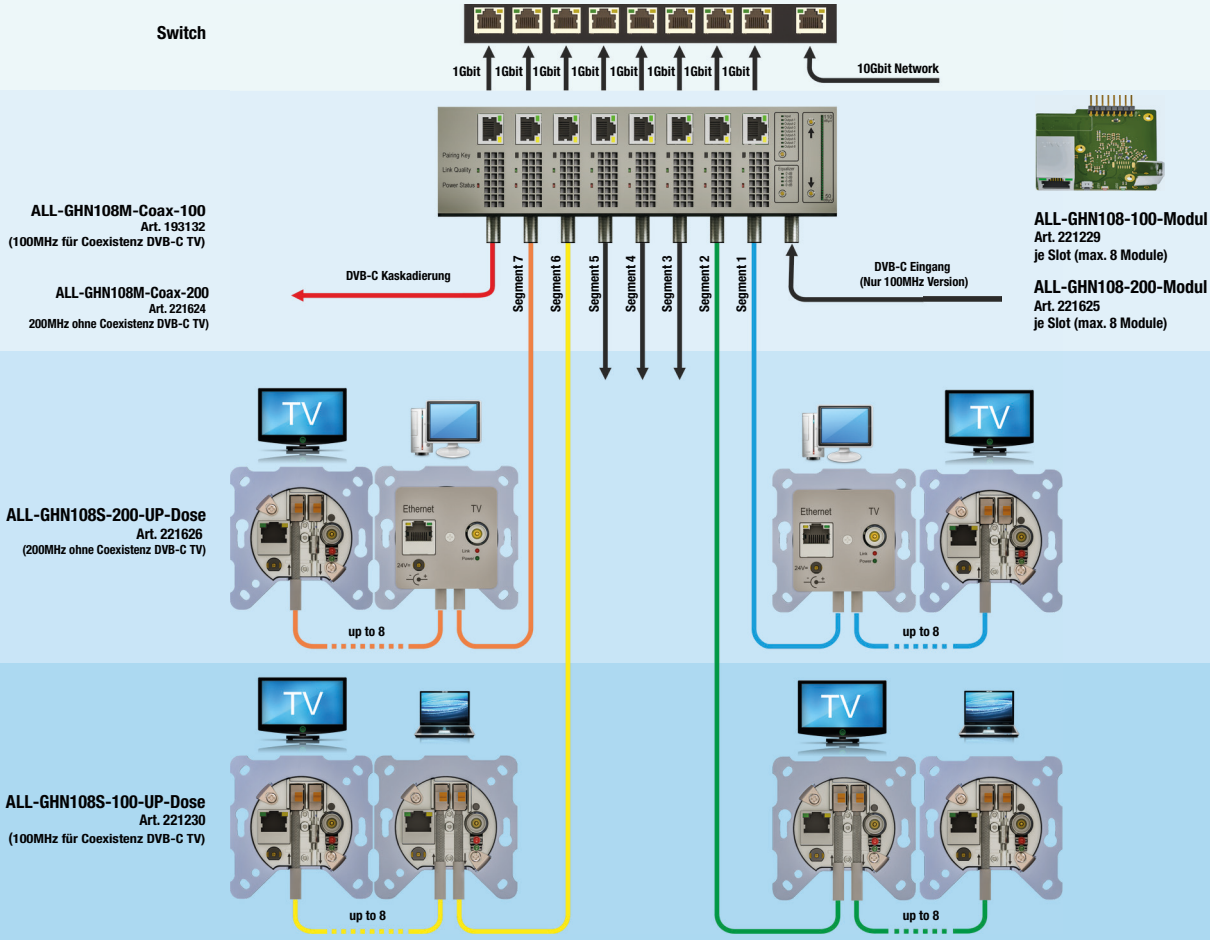 Switch
1Gbit 1Gbit 1Gbit 1Gbit 1Gbit 1Gbit 1Gbit 1Gbit
10Gbit Network
Pairing Key
Link Quality
Power Status
Equalizer
ALL-GHN108M-Coax-100
Art. 193132
(100MHz für Coexistenz DVB-C TV)
ALL-GHN108M-Coax-200
Art. 221624
200MHz ohne Coexistenz DVB-C TV)
DVB-C Kaskadierung
Segment 7
Segment 6
Segment 5
Segment 4
Segment 3
Segment 2
Segment 1
DVB-C Eingang
(Nur 100MHz Version)
ALL-GHN108-100-Modul
Art. 221229
je Slot (max. 8 Module)
ALL-GHN108-200-Modul
Art. 221625
je Slot (max. 8 Module)
TV
TV
ALL-GHN108S-200-UP-Dose
Art. 221626
(200MHz ohne Coexistenz DVB-C TV)
Ethernet TV
Link
Power
24V=
- +
Ethernet TV
Link
Power
24V=
- +
up to 8
up to 8
TV
TV
ALL-GHN108S-100-UP-Dose
Art. 221230
(100MHz für Coexistenz DVB-C TV)
up to 8
up to 8